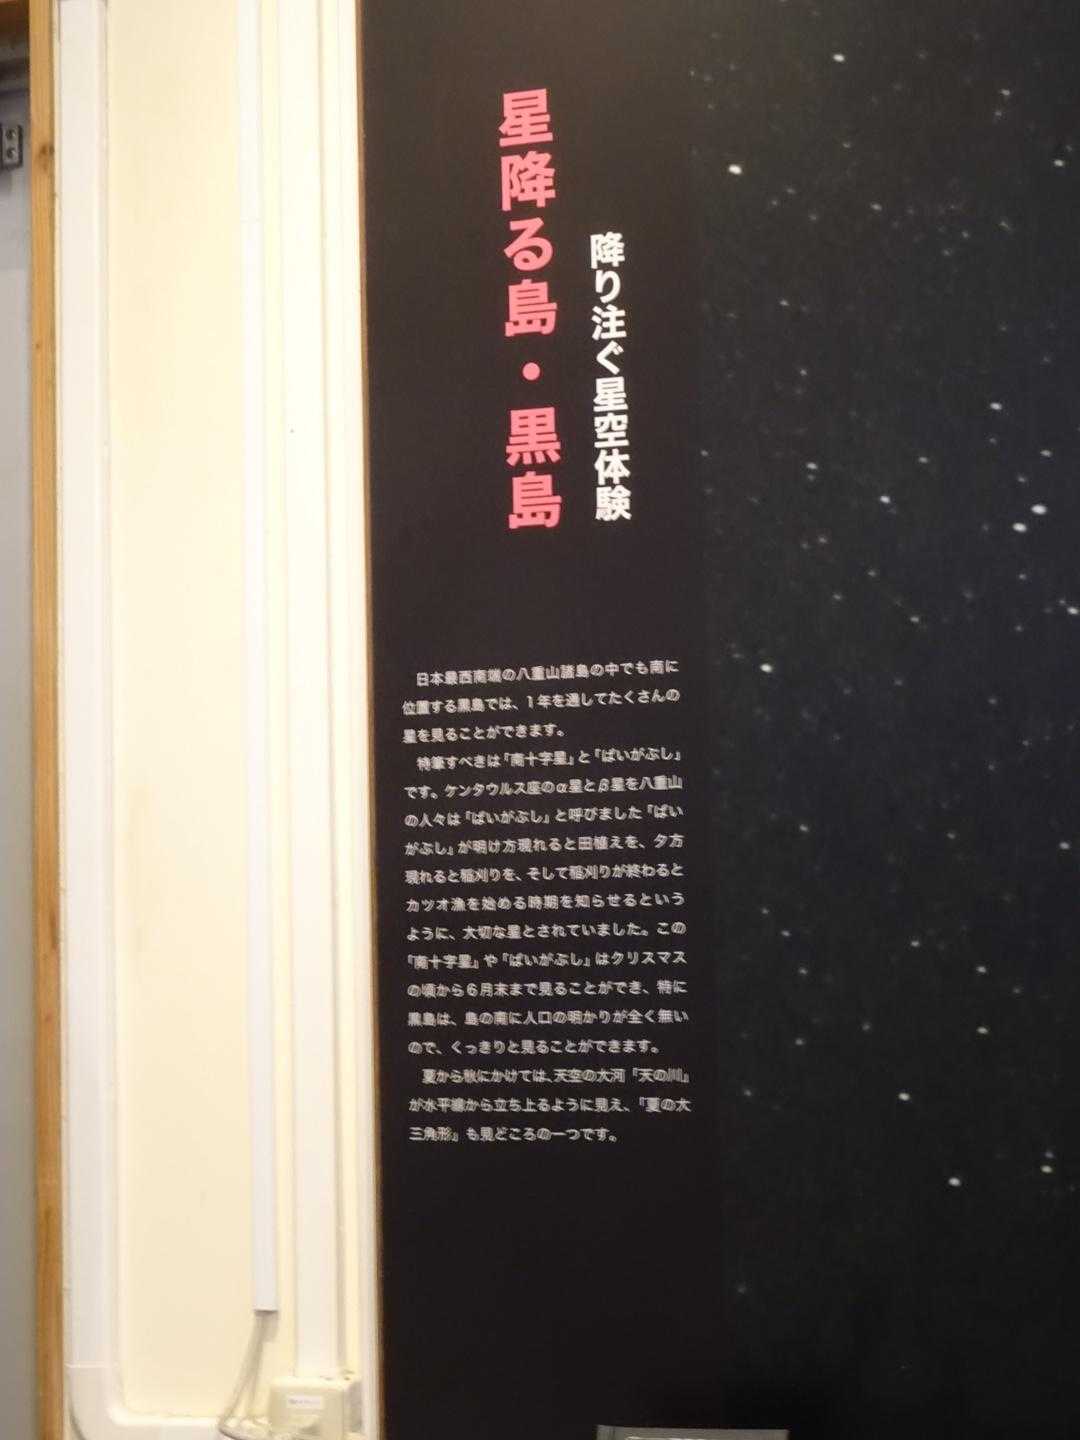 降り注ぐ星空体験
星降る島・黒島
日本最西南端の八重山諸島の中でも南に
位置する黒島では、1年を通してたくさんの
星を見ることができます。
特筆すべきは「南十字星」と「ぱいがぶし」
です。ケンタウルス座のα星とβ星を八重山
の人々は「ぱいがぶし」と呼びました「ぱい
がぶし」が明け方現れると田植えを、夕方
現れると稲刈りを、そして稲刈りが終わると
カツオ漁を始める時期を知らせるという
ように、大切な星とされていました。この
「南十字星」や「ぱいがぶし」はクリスマス
の頃から6月末まで見ることができ、特に
黒島は、島の南に人口の明かりが全く無い
ので、くっきりと見ることができます。
夏から秋にかけては、天空の大河「天の川」
が水平線から立ち上るように見え、「夏の大
三角形」も見どころの一つです。